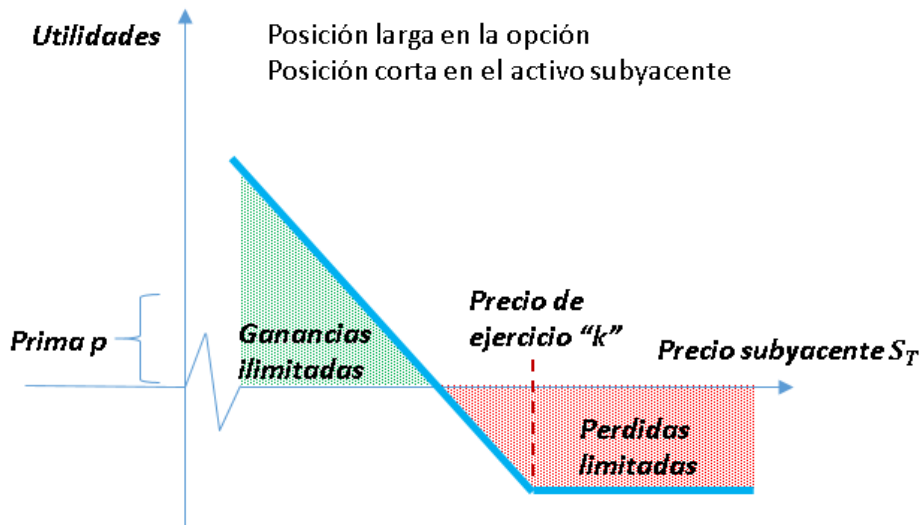 Utilidades
Posición larga en la opción
Posición corta en el activo subyacente
Prima p
Ganancias
ilimitadas
Precio de
ejercicio “k”
Precio subyacente S_T
Perdidas
limitadas